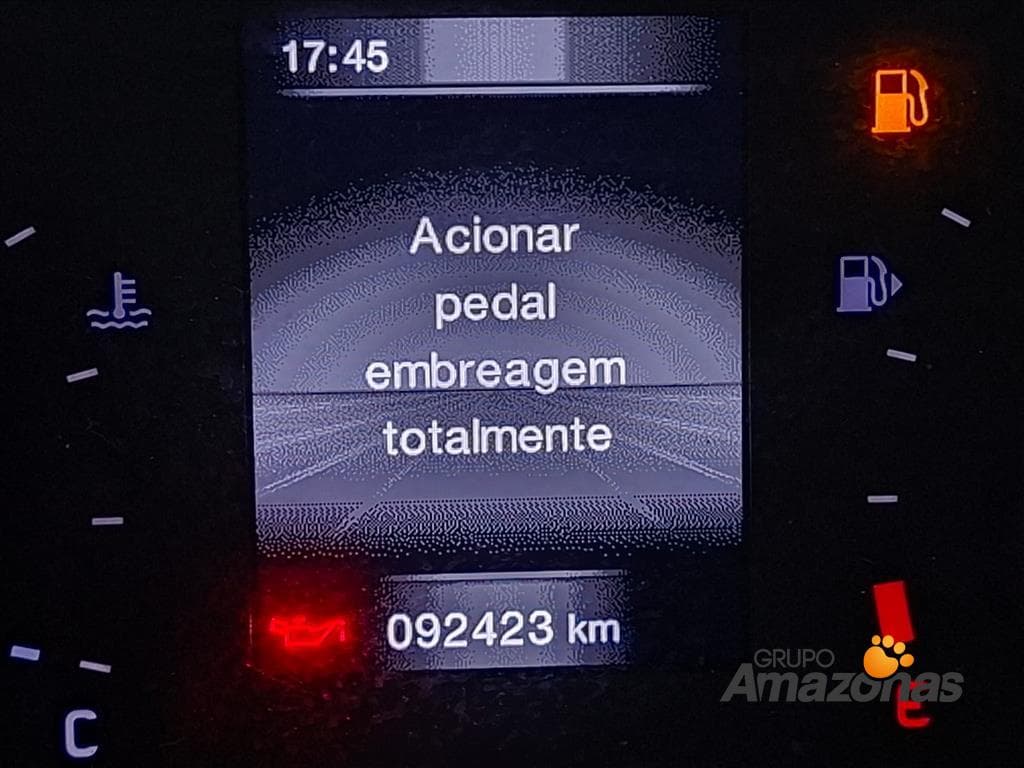 17:45
Acionar
pedal
embreagem
totalmente
092423 km
GRUPO
Amazonas
C
E